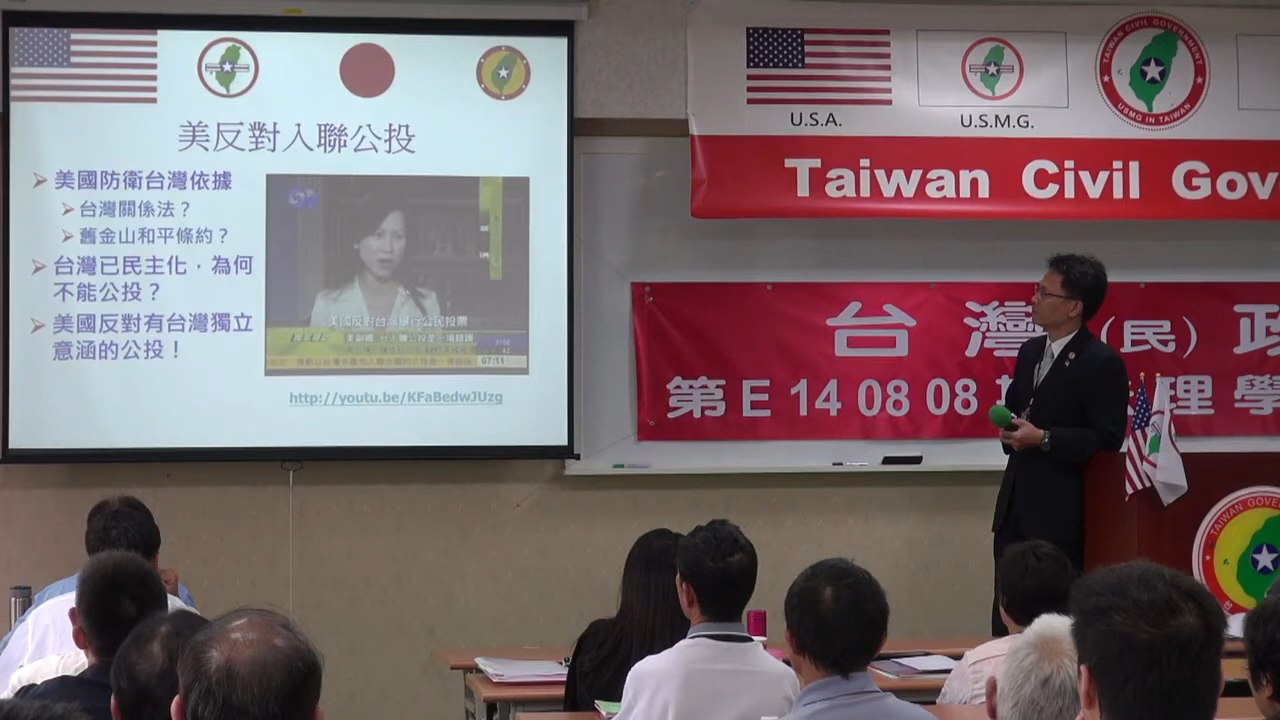 美反對入聯公投
美國防衛台灣依據
台灣關係法？
舊金山和平條約？
台灣已民主化，為何
不能公投？
美國反對有台灣獨立
意涵的公投！
美國反對台灣舉行公民投票
07:11
http://youtu.be/KFaBedwJUzg
U.S.A.
U.S.M.G.
TAIWAN CIVIL GOVERNMENT
USMG IN TAIWAN
Taiwan Civil Gov
台灣（民）政
第E 14 08 08 理學
TAIWAN GOVER